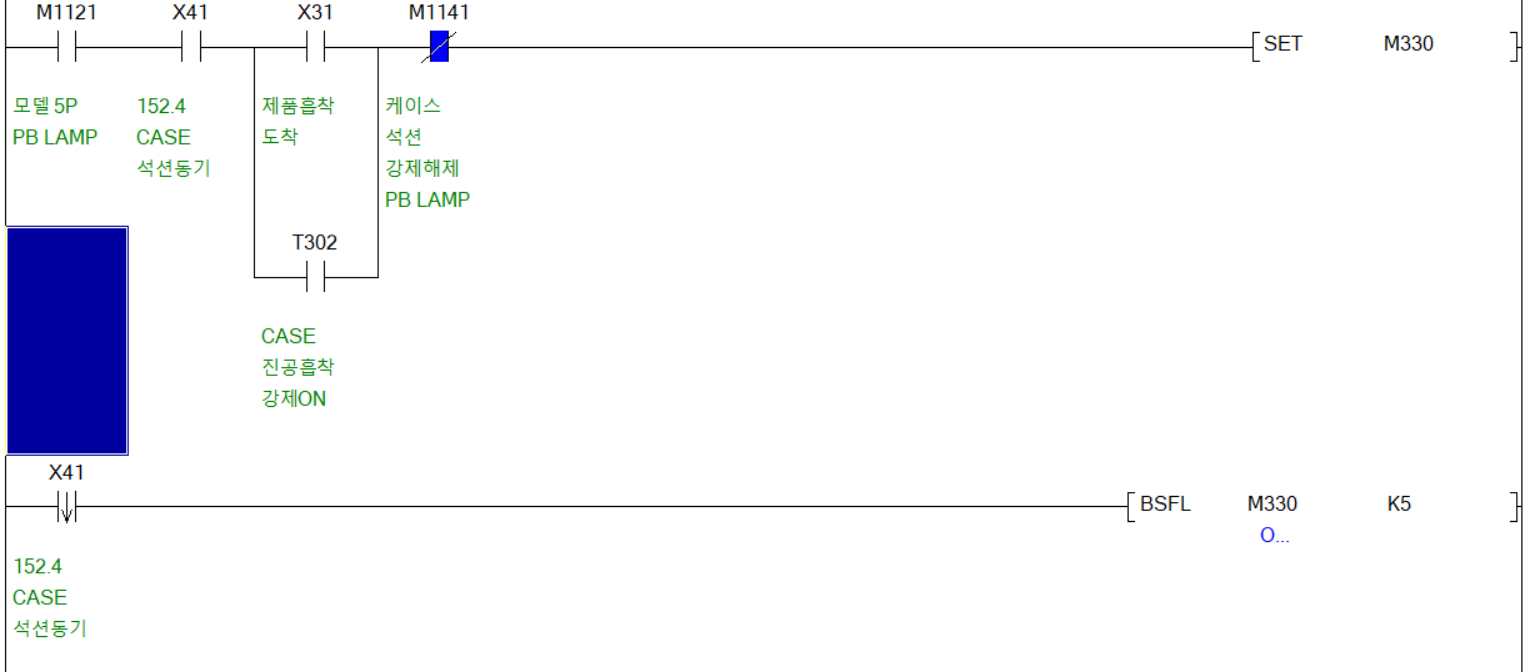 M1121 X41 X31 M1141
SET M330
모델 5P
PB LAMP
152.4
CASE
석션동기
제품흡착
도착
케이스
석션
강제해제
PB LAMP
T302
CASE
진공흡착
강제ON
X41
BSFL M330 K5
O...
152.4
CASE
석션동기